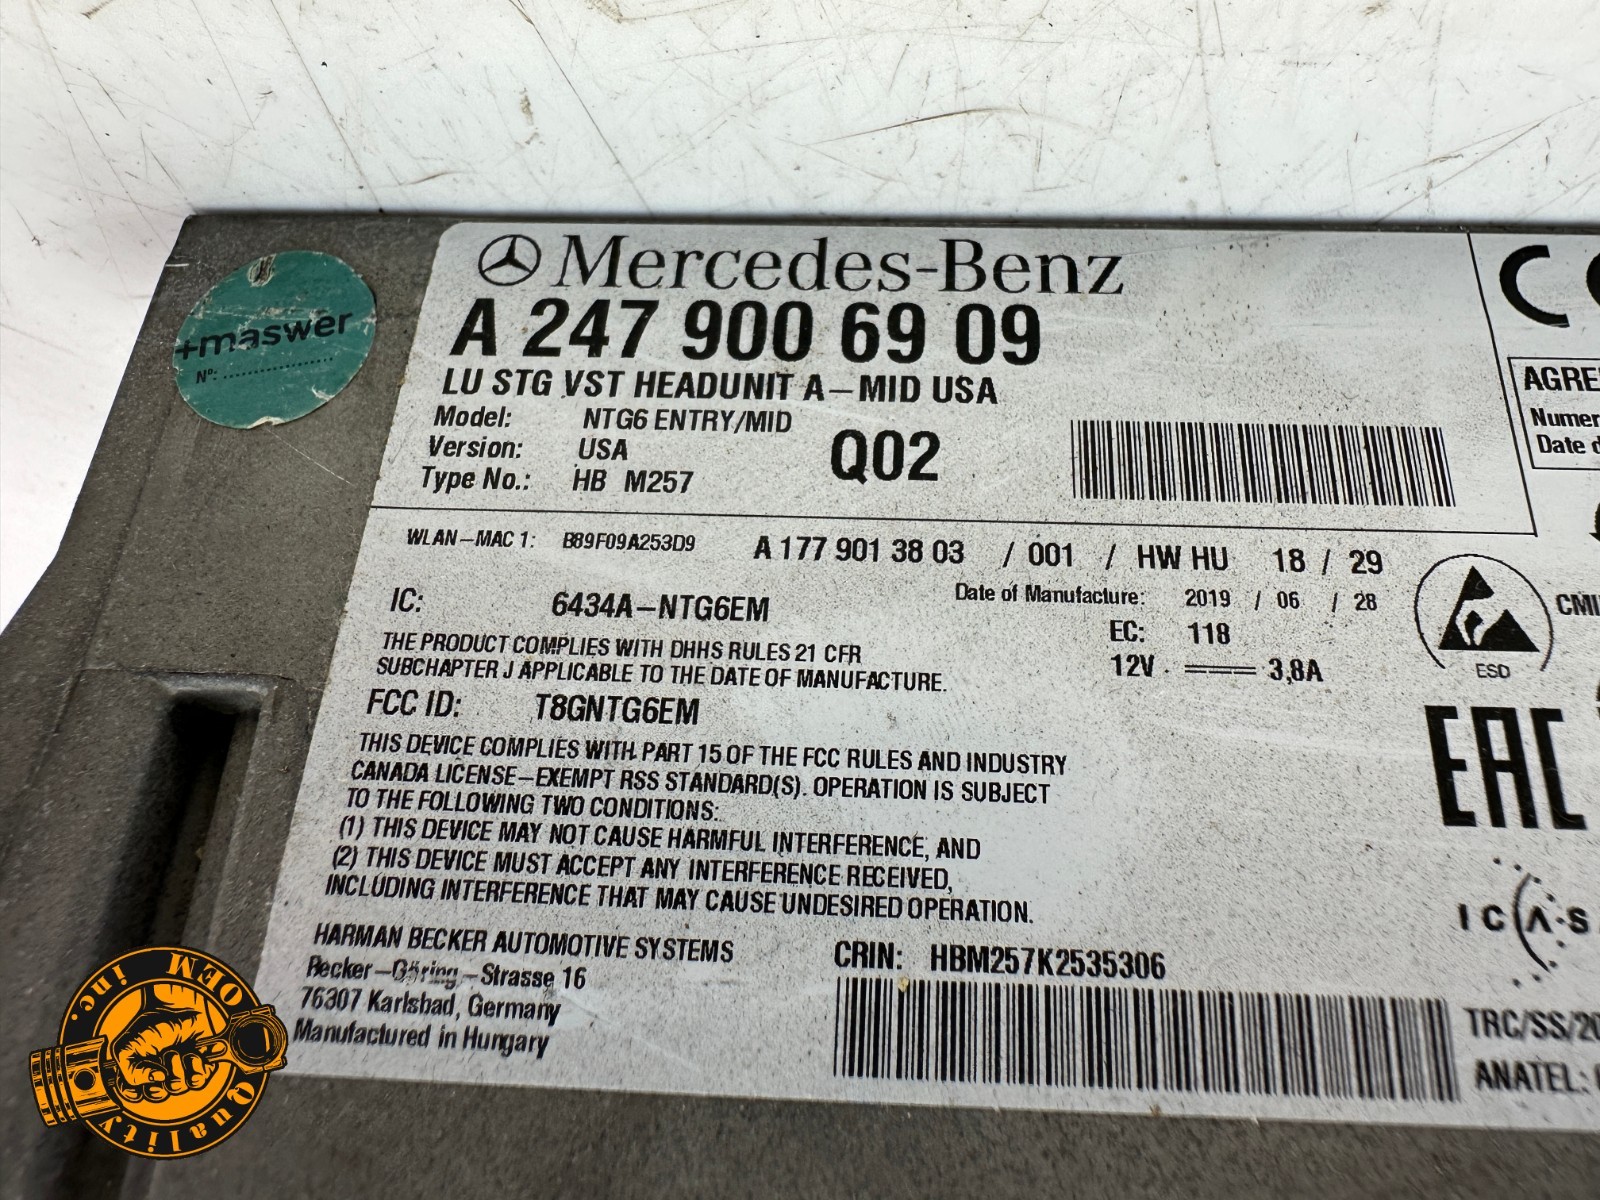 +maswer
Nº: ..................
Mercedes-Benz
A 247 900 69 09
LU STG VST HEADUNIT A-MID USA
Model: NTG6 ENTRY/MID
Version: USA
Type No.: HB M257
Q02
WLAN-MAC 1: B89F09A253D9
A 177 901 38 03 / 001 / HW HU 18 / 29
Date of Manufacture: 2019 / 06 / 28
IC: 6434A-NTG6EM
EC: 118
12V 3,8A
THE PRODUCT COMPLIES WITH DHHS RULES 21 CFR
SUBCHAPTER J APPLICABLE TO THE DATE OF MANUFACTURE.
FCC ID: T8GNTG6EM
THIS DEVICE COMPLIES WITH PART 15 OF THE FCC RULES AND INDUSTRY
CANADA LICENSE-EXEMPT RSS STANDARD(S). OPERATION IS SUBJECT
TO THE FOLLOWING TWO CONDITIONS:
(1) THIS DEVICE MAY NOT CAUSE HARMFUL INTERFERENCE, AND
(2) THIS DEVICE MUST ACCEPT ANY INTERFERENCE RECEIVED,
INCLUDING INTERFERENCE THAT MAY CAUSE UNDESIRED OPERATION.
HARMAN BECKER AUTOMOTIVE SYSTEMS
Becker-Göring-Strasse 16
76307 Karlsbad, Germany
Manufactured in Hungary
CRIN: HBM257K2535306
C
AGRE
Numer
Date d
ESD
CMI
EAC
ICAS
TRC/SS/20
ANATEL:
OEM inc.
Quality